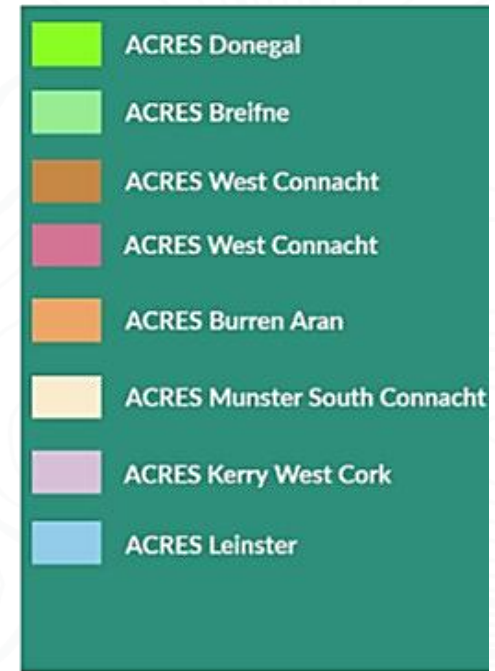 ACRES Donegal
ACRES Breifne
ACRES West Connacht
ACRES West Connacht
ACRES Burren Aran
ACRES Munster South Connacht
ACRES Kerry West Cork
ACRES Leinster